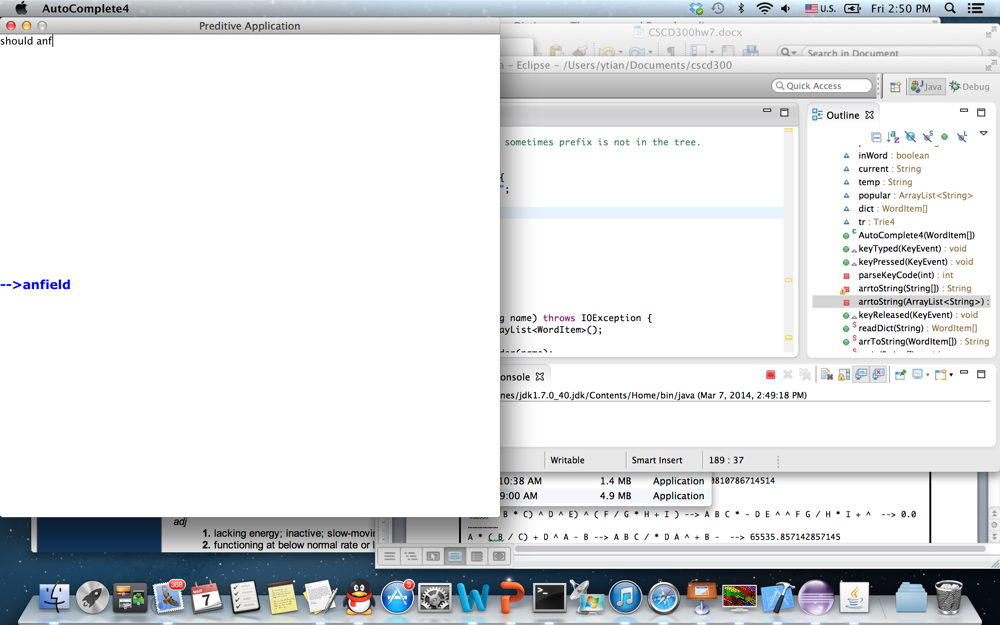 AutoComplete4
U.S. Fri 2:50 PM
Preditive Application
should anf
-->anfield
CSCD300hw7.docx
Search in Document
a – Eclipse – /Users/ytian/Documents/cscd300
Quick Access
Java
Debug
sometimes prefix is not in the tree.
{
";
g name) throws IOException {
ayList<WordItem>();
der(name);
Outline
inWord : boolean
current : String
temp : String
popular : ArrayList<String>
dict : WordItem[]
tr : Trie4
AutoComplete4(WordItem[])
keyTyped(KeyEvent) : void
keyPressed(KeyEvent) : void
parseKeyCode(int) : int
arrtoString(String[]) : String
arrtoString(ArrayList<String>) :
keyReleased(KeyEvent) : void
readDict(String) : WordItem[]
arrToString(WordItem[]) : String
onsole
nes/jdk1.7.0_40.jdk/Contents/Home/bin/java (Mar 7, 2014, 2:49:18 PM)
Writable
Smart Insert
189 : 37
10:38 AM 1.4 MB Application
9:00 AM 4.9 MB Application
0810786714514
B * C) ^ D ^ E) ^ ( F / G * H + I ) --> A B C * - D E ^ ^ F G / H * I + ^ --> 0.0
.................
A * ( B / C) + D ^ A - B --> A B C / * D A ^ + B - --> 65535.857142857145
adj
1. lacking energy; inactive; slow-movin
2. functioning at below normal rate or l
368
MAR
7
3